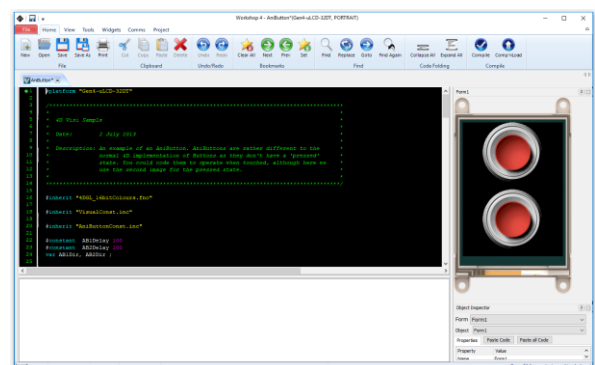 Workshop 4 - AniButton*(Gen4-uLCD-32DT, PORTRAIT)
File Home View Tools Widgets Comms Project
New Open Save Save As Print Cut Copy Paste Delete Undo Redo Clear All Next Prev Set Find Replace Goto Find Again Collapse All Expand All Compile Comp'nLoad
File Clipboard Undo/Redo Bookmarks Find Code Folding Compile
AniButton*
#platform "Gen4-uLCD-32DT"
4D Visi Sample
Date: 2 July 2019
Description: An example of an AniButton, AniButtons are rather different to the
normal 4D implementation of Buttons as they don't have a 'pressed'
state. You could code them to operate when touched, although here we
use the second image for the pressed state.
#inherit "4DGL_16bitColours.fnc"
#inherit "VisualConst.inc"
#inherit "AniButtonConst.inc"
#constant AB1Delay 100
#constant AB2Delay 100
var ABiDir, AB2Dir ;
Form1
Object Inspector
Form Form1
Object Form1
Properties Paste Code Paste all Code
Property Value
Name Form1